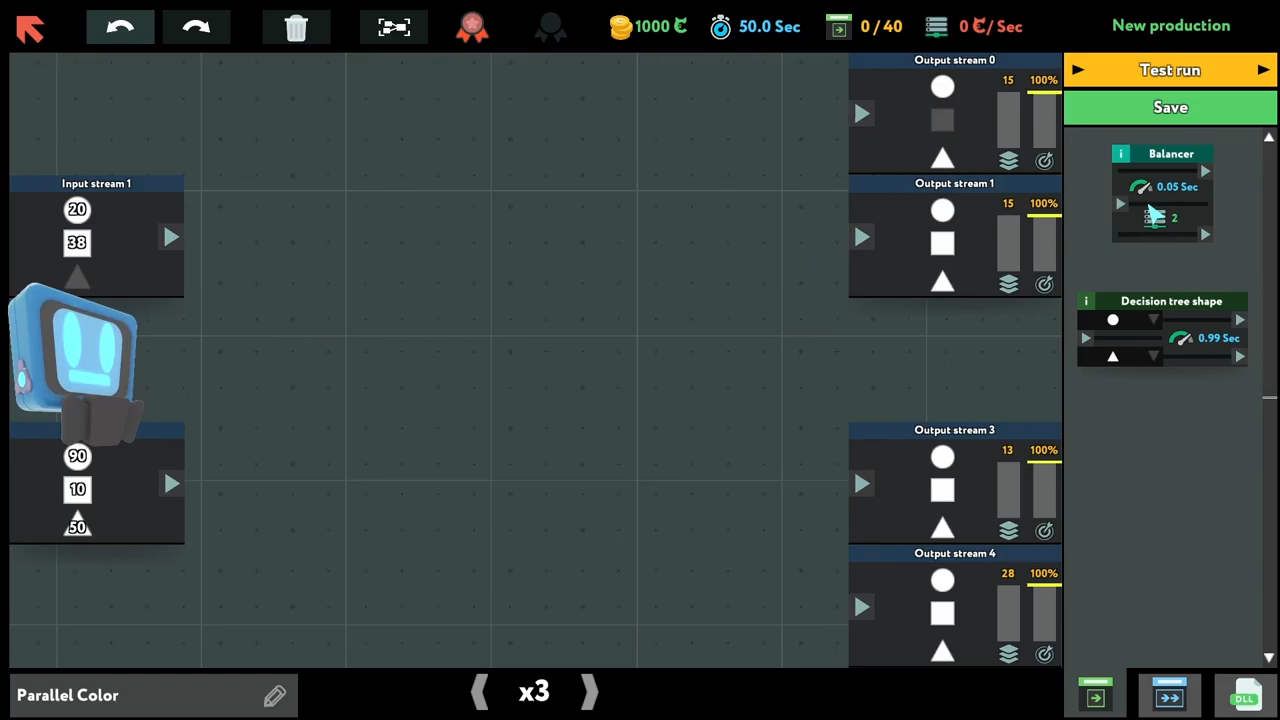 1000 €
50.0 Sec
0 / 40
0 €/Sec
New production
Test run
Save
Output stream 0
15
100%
Input stream 1
20
38
Output stream 1
15
100%
i
Balancer
0.05 Sec
2
i
Decision tree shape
0.99 Sec
90
10
50
Output stream 3
13
100%
Output stream 4
28
100%
Parallel Color
x3
DLL